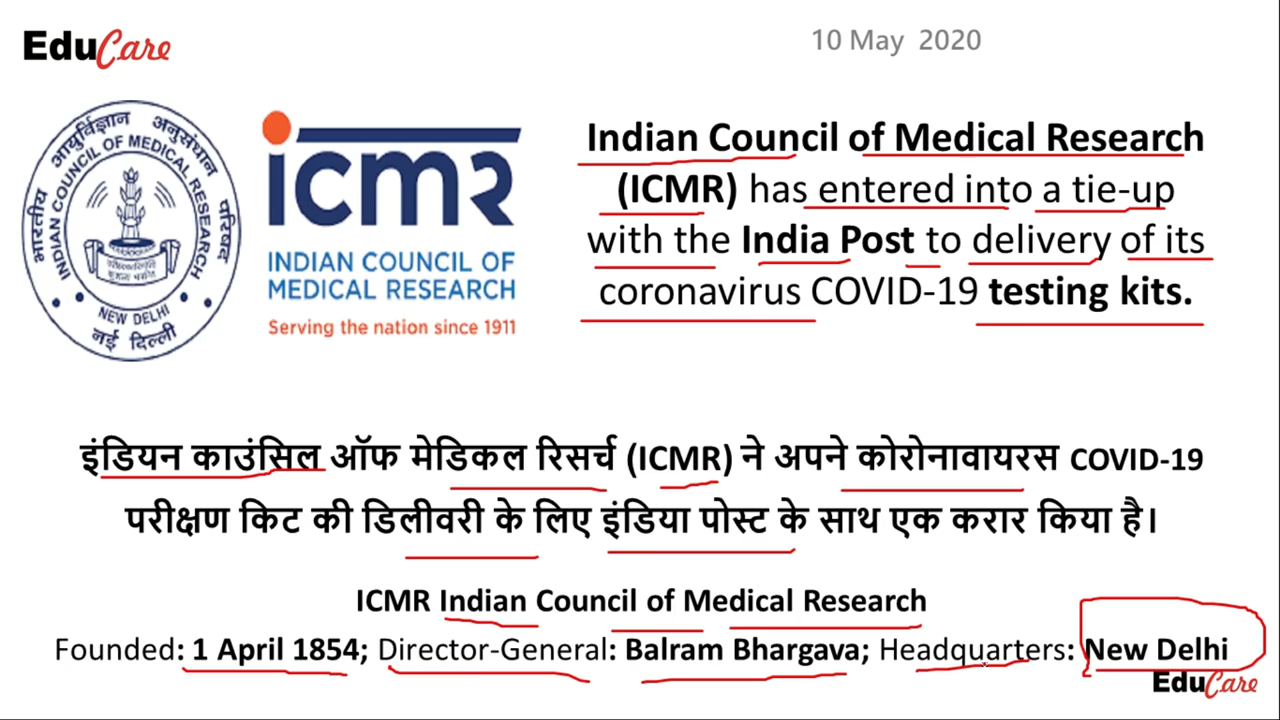 EduCare
10 May 2020
भारतीय आयुर्विज्ञान अनुसंधान परिषद
INDIAN COUNCIL OF MEDICAL RESEARCH
NEW DELHI
नई दिल्ली
icmr
INDIAN COUNCIL OF
MEDICAL RESEARCH
Serving the nation since 1911
Indian Council of Medical Research
(ICMR) has entered into a tie-up
with the India Post to delivery of its
coronavirus COVID-19 testing kits.
इंडियन काउंसिल ऑफ मेडिकल रिसर्च (ICMR) ने अपने कोरोनावायरस COVID-19
परीक्षण किट की डिलीवरी के लिए इंडिया पोस्ट के साथ एक करार किया है।
ICMR Indian Council of Medical Research
Founded: 1 April 1854; Director-General: Balram Bhargava; Headquarters: New Delhi
EduCare